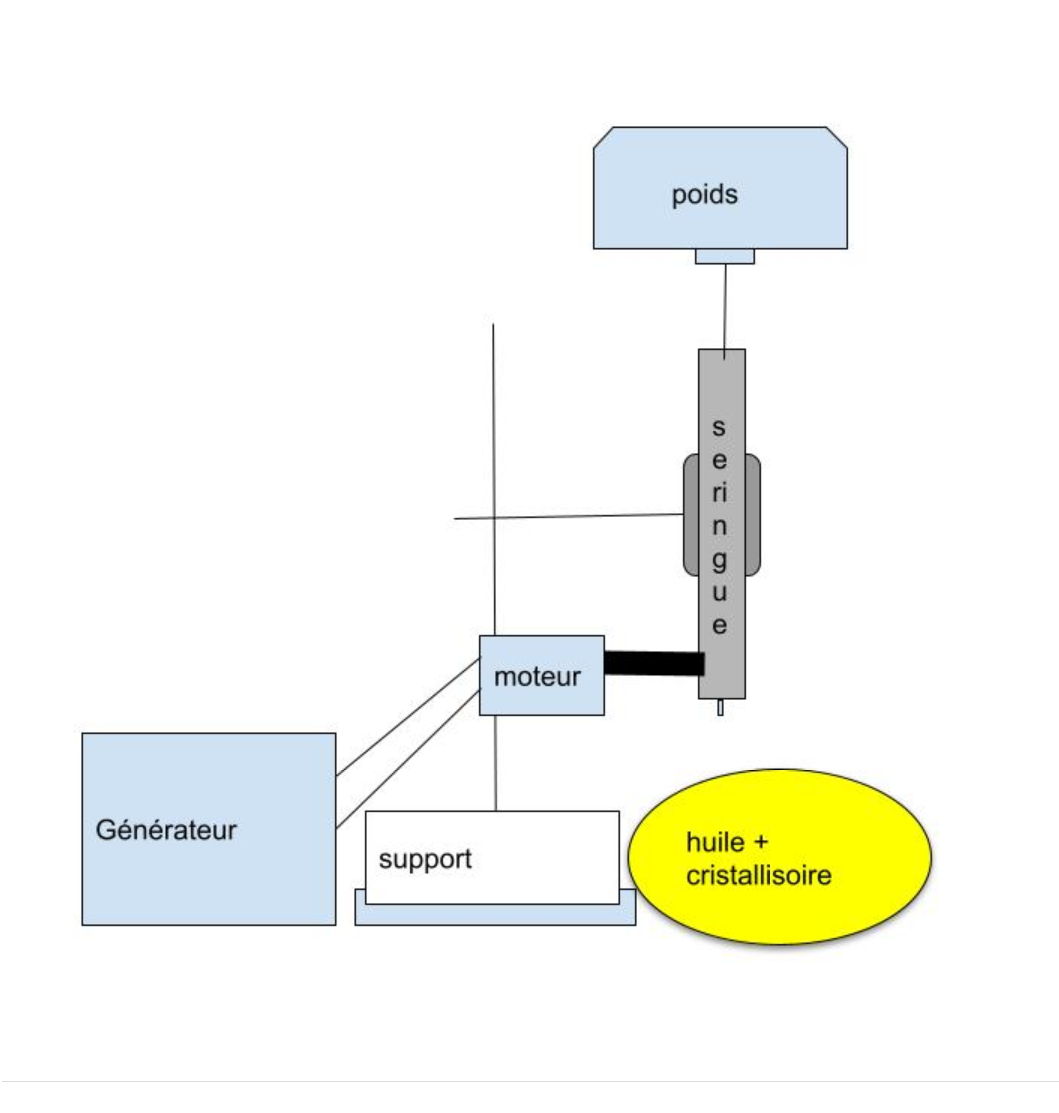 poids
s
e
ri
n
g
u
e
moteur
Générateur
support
huile +
cristallisoire